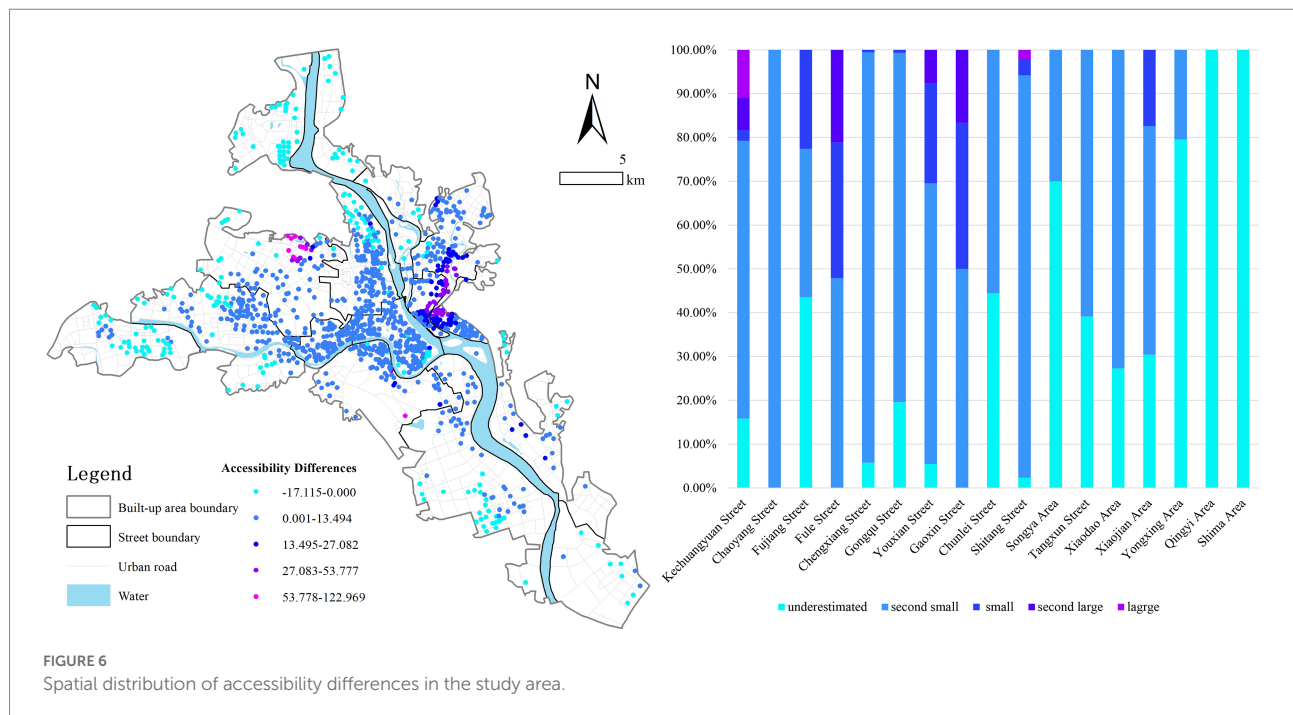 N
5
km
Legend
Built-up area boundary
Street boundary
Urban road
Water
Accessibility Differences
-17.115-0.000
0.001-13.494
13.495-27.082
27.083-53.777
53.778-122.969
100.00%
90.00%
80.00%
70.00%
60.00%
50.00%
40.00%
30.00%
20.00%
10.00%
0.00%
Kechuangyuan Street
Chaoyang Street
Fujiang Street
Fule Street
Chengxiang Street
Gongqu Street
Youxian Street
Gaoxin Street
Chunlei Street
Shitang Street
Songya Area
Tangxun Street
Xiaodao Area
Xiaojian Area
Yongxing Area
Qingyi Area
Shima Area
underestimated second small small second large lagrge
FIGURE 6
Spatial distribution of accessibility differences in the study area.